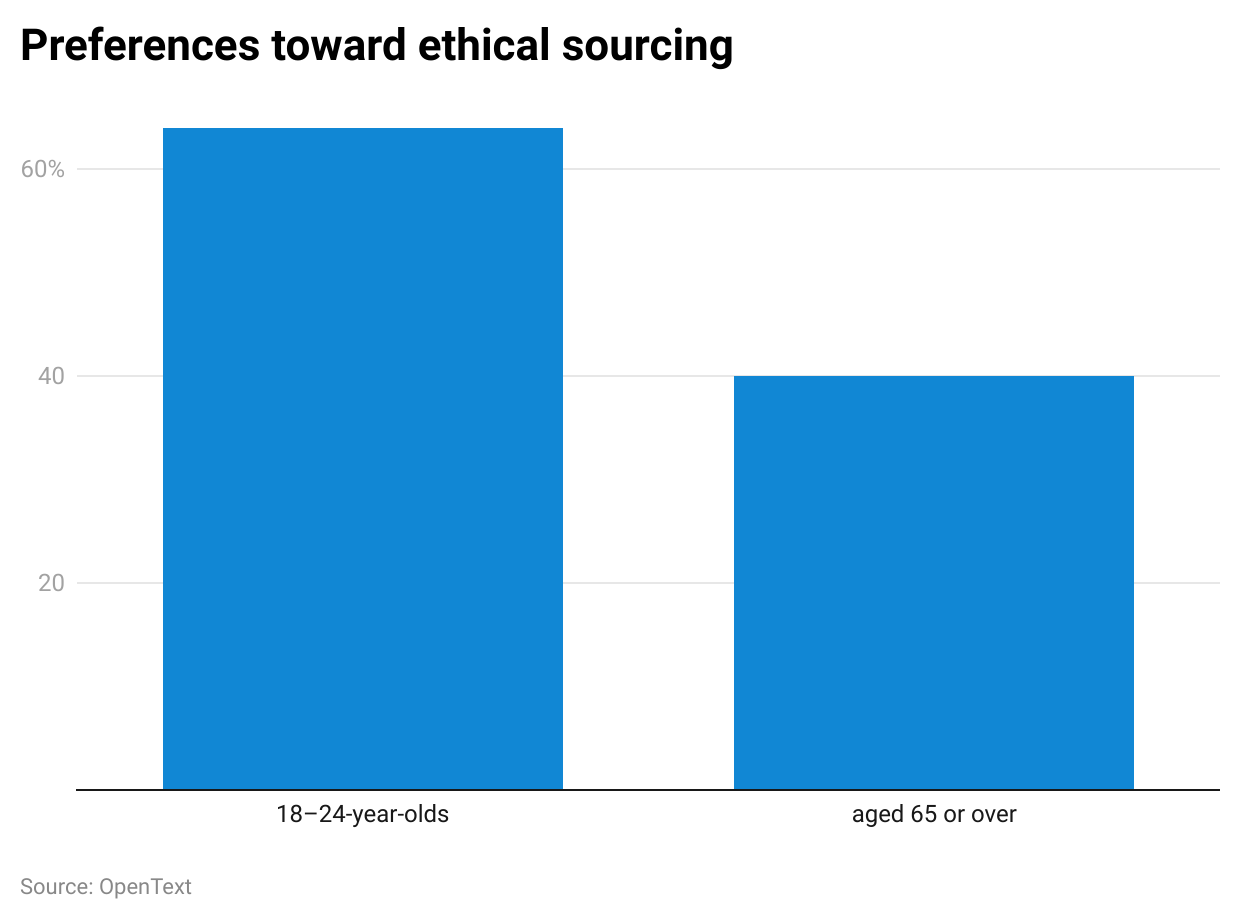 Preferences toward ethical sourcing
60%
40
20
18–24-year-olds
aged 65 or over
Source: OpenText